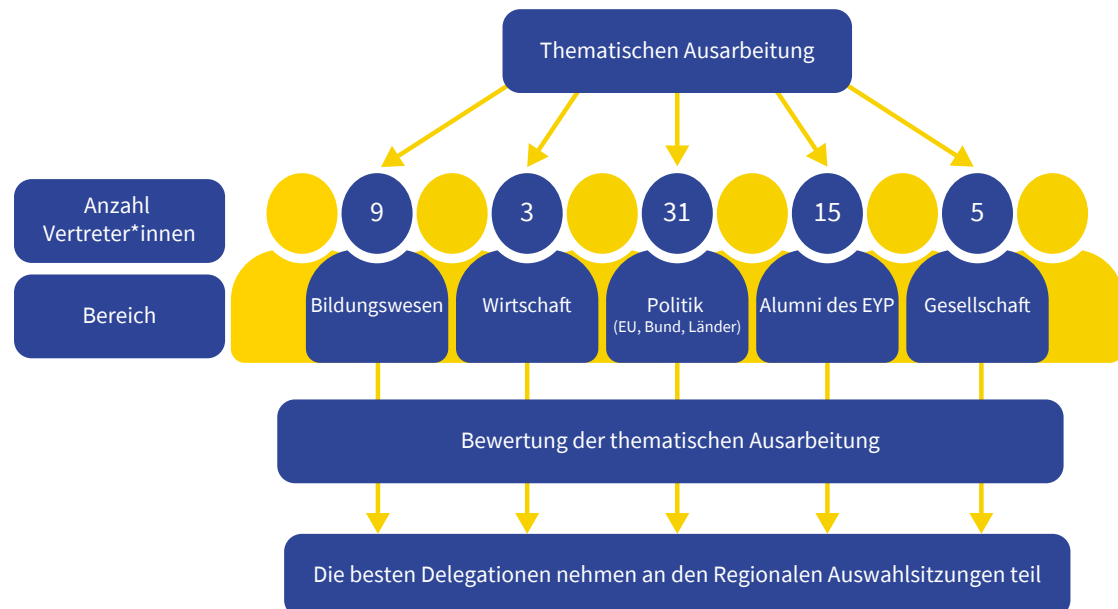 Thematischen Ausarbeitung
Anzahl
Vertreter*innen
9
3
31
15
5
Bereich
Bildungswesen
Wirtschaft
Politik
(EU, Bund, Länder)
Alumni des EYP
Gesellschaft
Bewertung der thematischen Ausarbeitung
Die besten Delegationen nehmen an den Regionalen Auswahlsitzungen teil